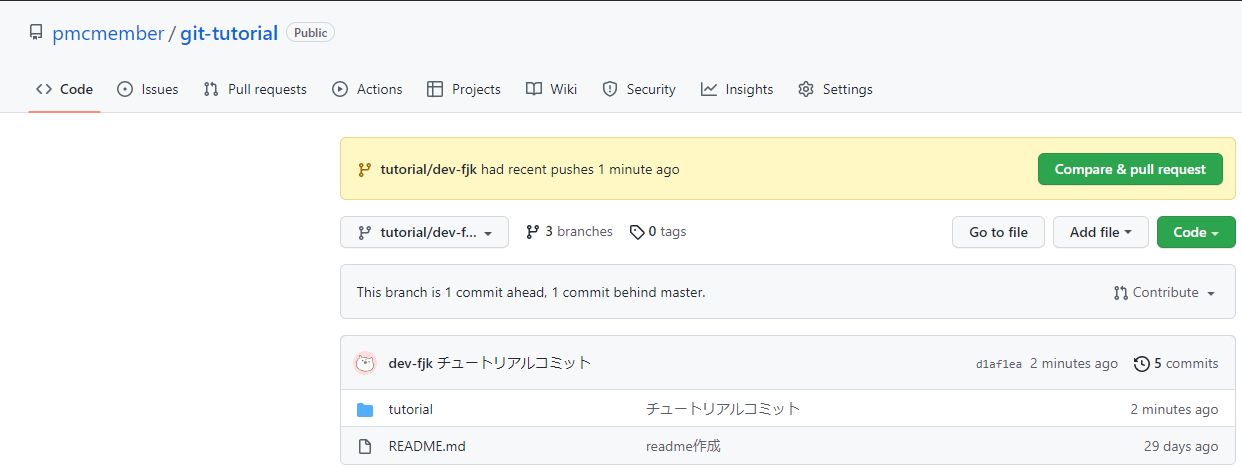 pmcmember / git-tutorial Public
Code Issues Pull requests Actions Projects Wiki Security Insights Settings
tutorial/dev-fjk had recent pushes 1 minute ago Compare & pull request
tutorial/dev-f... 3 branches 0 tags Go to file Add file Code
This branch is 1 commit ahead, 1 commit behind master. Contribute
dev-fjk チュートリアルコミット d1af1ea 2 minutes ago 5 commits
tutorial チュートリアルコミット 2 minutes ago
README.md readme作成 29 days ago